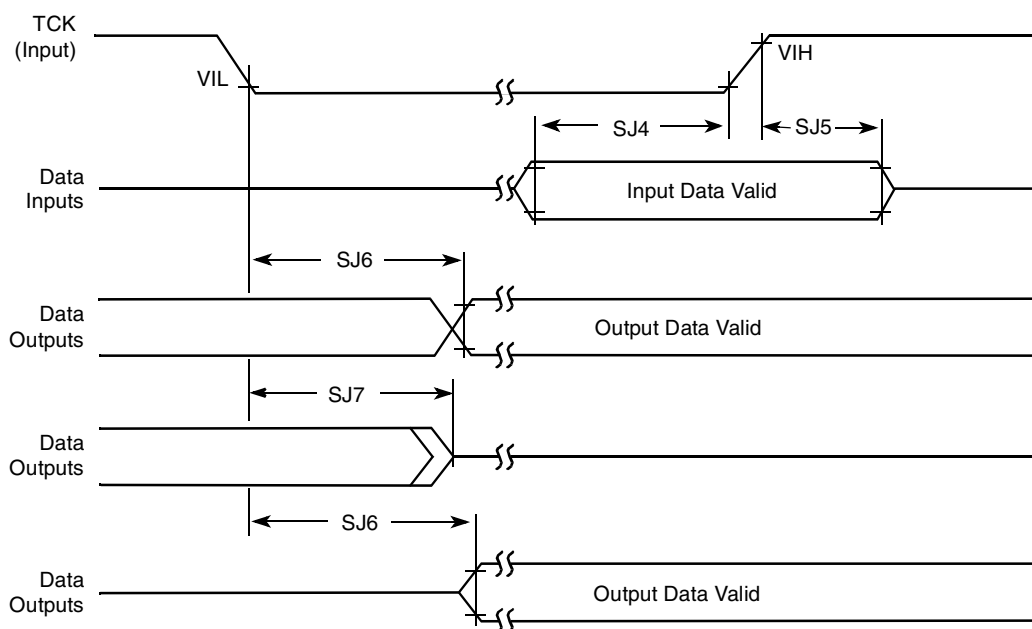 TCK
(Input)
VIL
VIH
SJ4
SJ5
Data
Inputs
Input Data Valid
SJ6
Data
Outputs
Output Data Valid
SJ7
Data
Outputs
SJ6
Data
Outputs
Output Data Valid